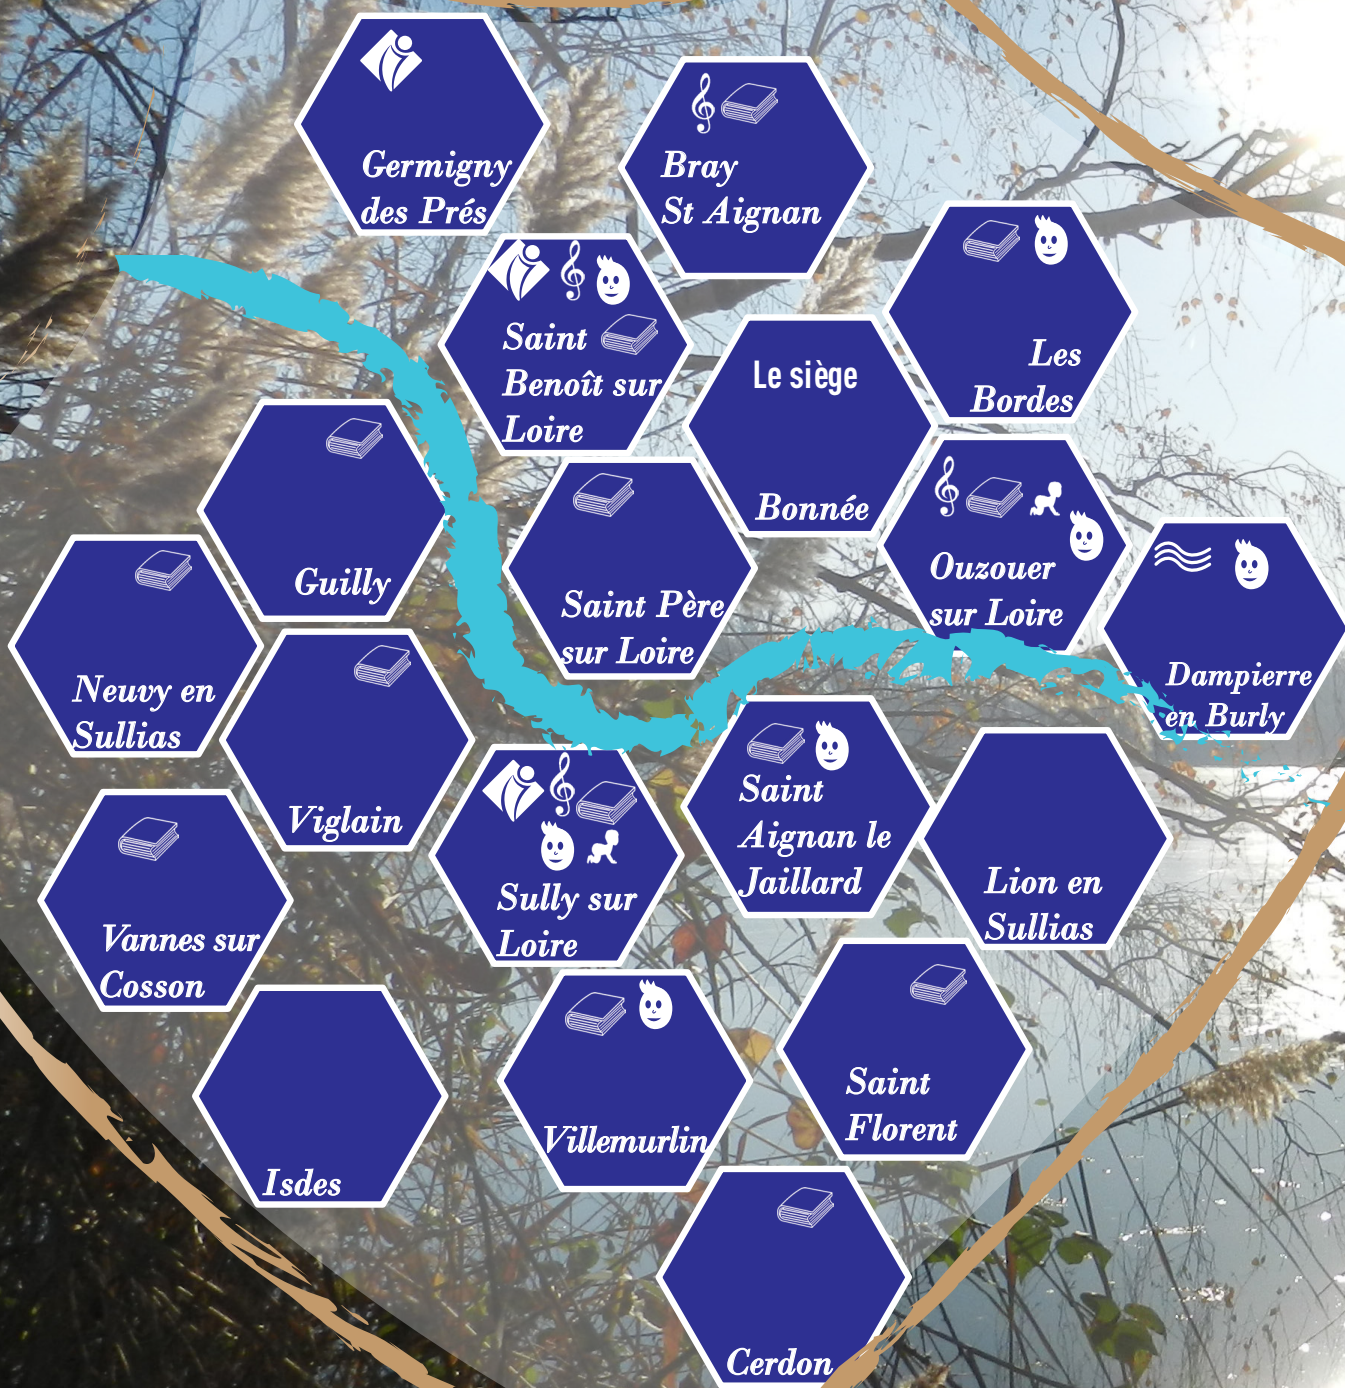 Germigny
des Prés
Bray
St Aignan
Saint
Benoît sur
Loire
Le siège
Bonnée
Les
Bordes
Guilly
Saint Père
sur Loire
Ouzouer
sur Loire
Dampierre
en Burly
Neuvy en
Sullias
Viglain
Sully sur
Loire
Saint
Aignan le
Jaillard
Lion en
Sullias
Vannes sur
Cosson
Isdes
Villemurlin
Saint
Florent
Cerdon